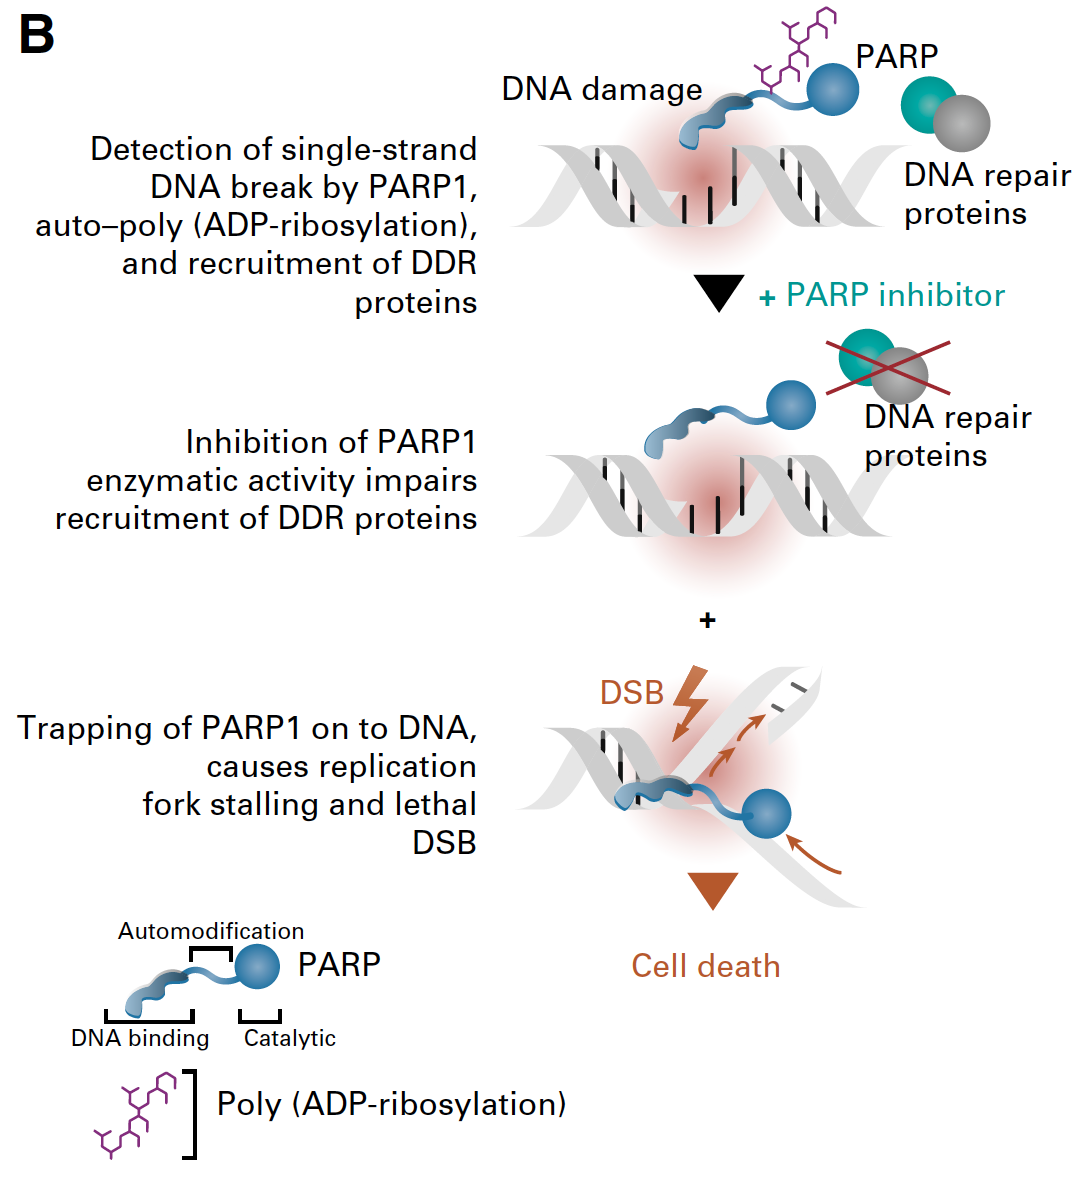 B
DNA damage
PARP
DNA repair
proteins
Detection of single-strand
DNA break by PARP1,
auto–poly (ADP-ribosylation),
and recruitment of DDR
proteins
+ PARP inhibitor
DNA repair
proteins
Inhibition of PARP1
enzymatic activity impairs
recruitment of DDR proteins
+
DSB
Trapping of PARP1 on to DNA,
causes replication
fork stalling and lethal
DSB
Cell death
Automodification
PARP
DNA binding
Catalytic
Poly (ADP-ribosylation)